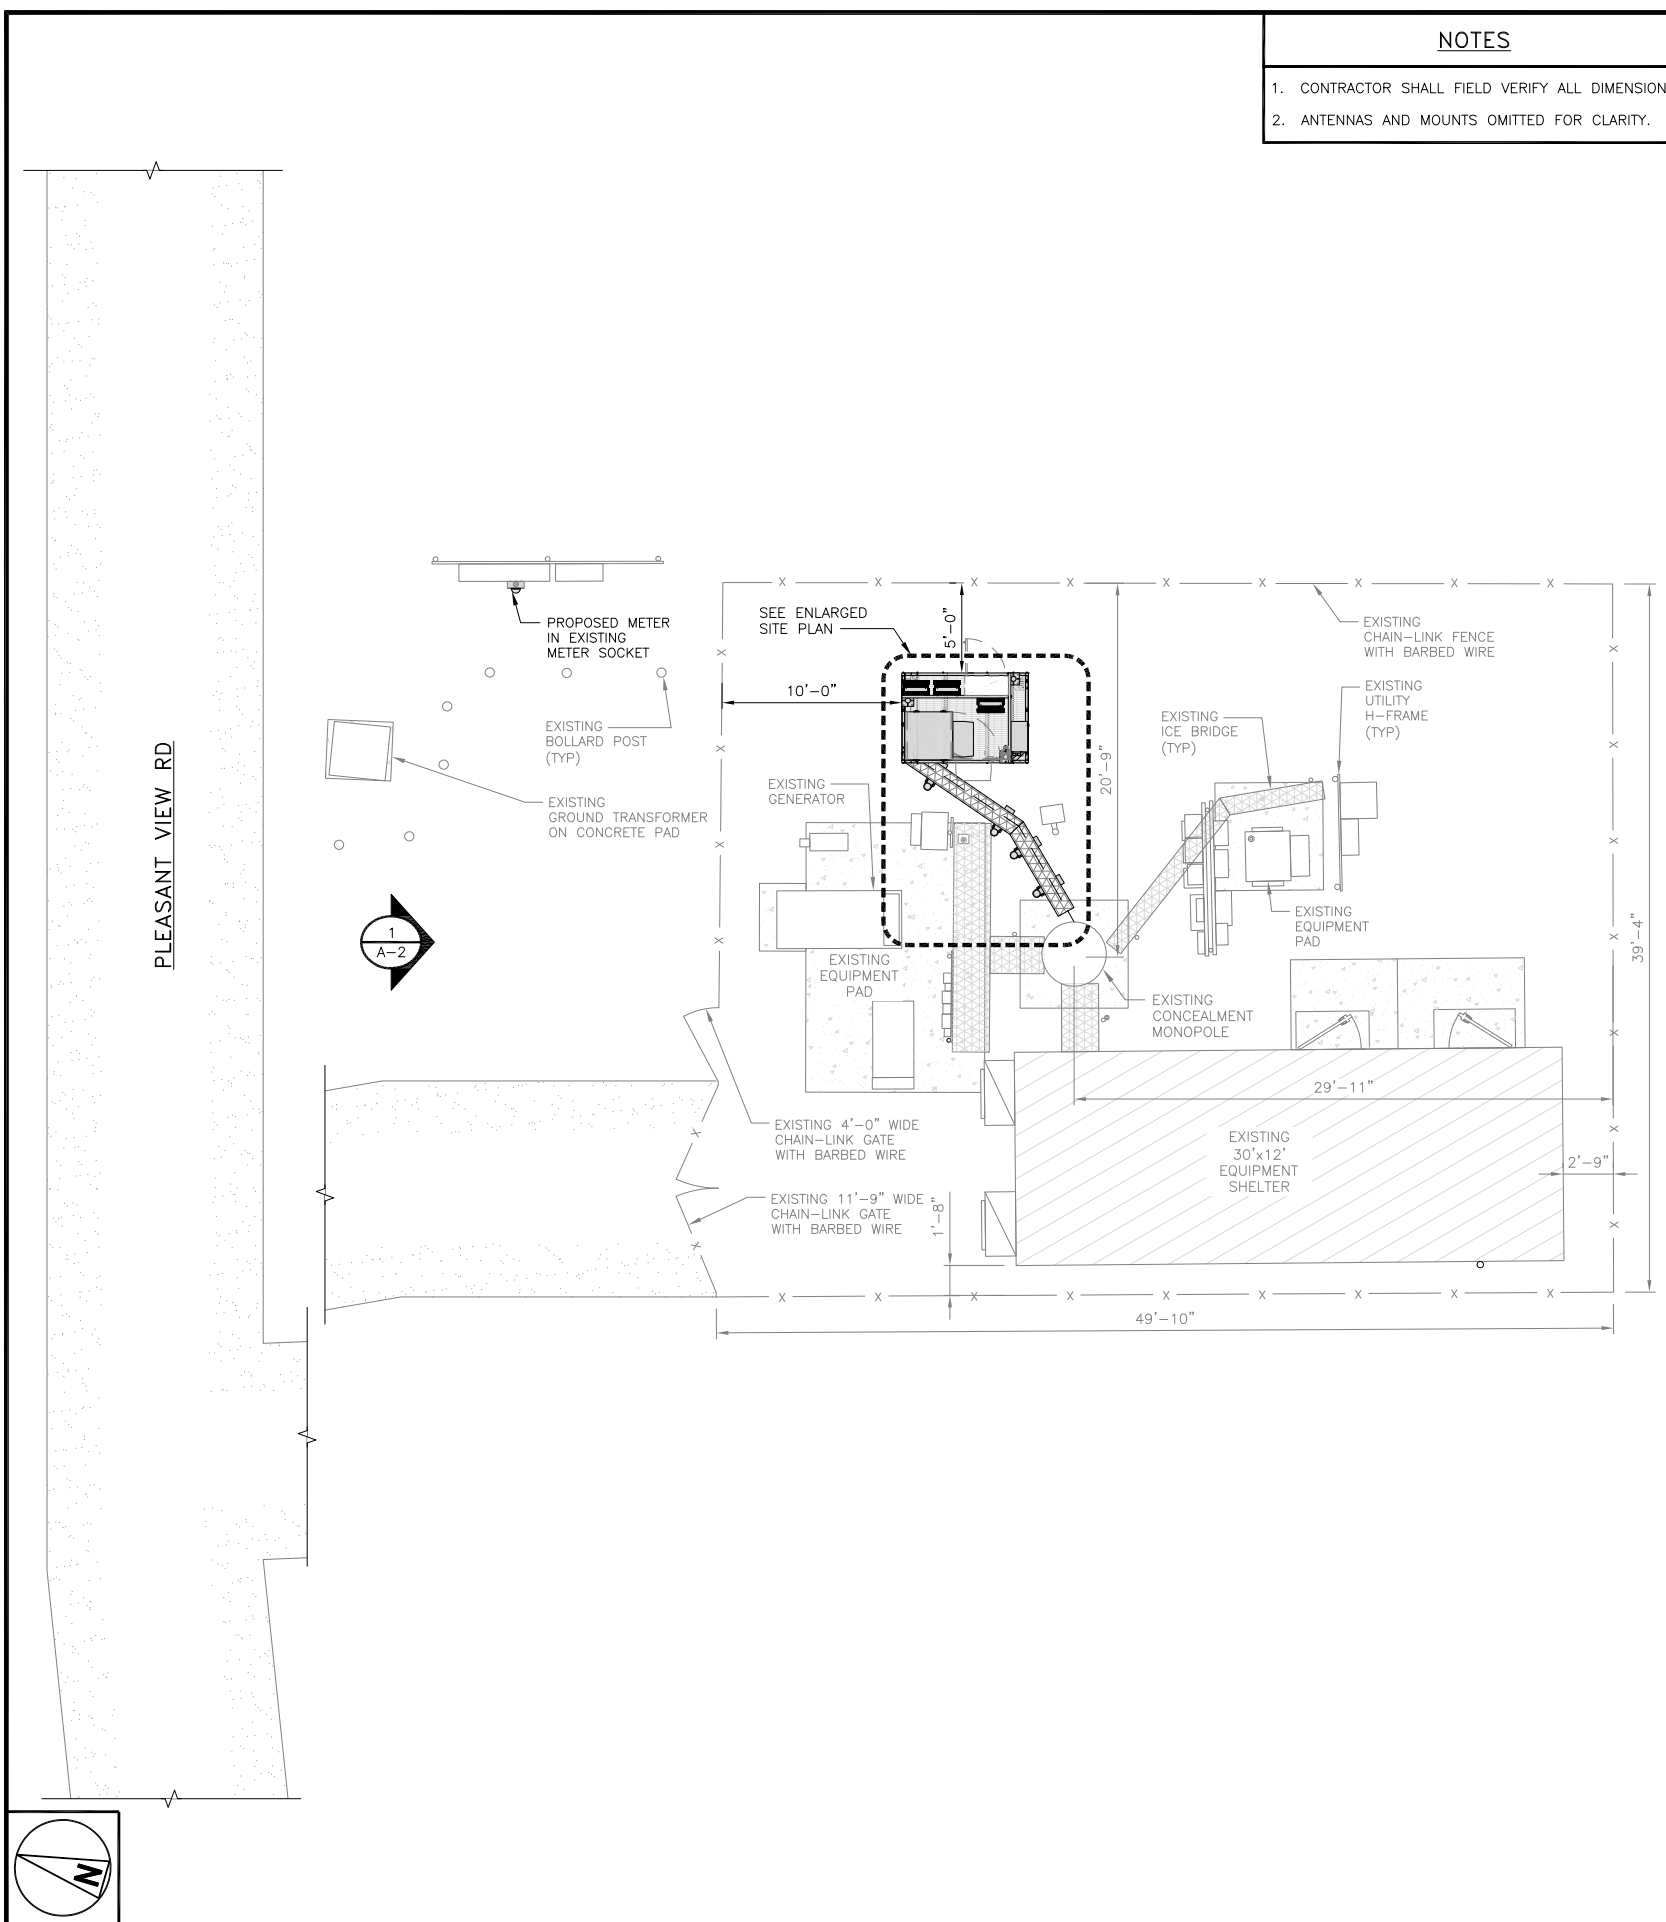 NOTES
1. CONTRACTOR SHALL FIELD VERIFY ALL DIMENSION
2. ANTENNAS AND MOUNTS OMITTED FOR CLARITY.
PLEASANT VIEW RD
PROPOSED METER
IN EXISTING
METER SOCKET
SEE ENLARGED
SITE PLAN
5'-0"
10'-0"
20'-9"
EXISTING
CHAIN-LINK FENCE
WITH BARBED WIRE
EXISTING
UTILITY
H-FRAME
(TYP)
EXISTING
ICE BRIDGE
(TYP)
EXISTING
BOLLARD POST
(TYP)
EXISTING
GENERATOR
EXISTING
GROUND TRANSFORMER
ON CONCRETE PAD
1
A-2
EXISTING
EQUIPMENT
PAD
EXISTING
EQUIPMENT
PAD
39'-4"
EXISTING
CONCEALMENT
MONOPOLE
29'-11"
EXISTING 4'-0" WIDE
CHAIN-LINK GATE
WITH BARBED WIRE
EXISTING
30'x12'
EQUIPMENT
SHELTER
2'-9"
EXISTING 11'-9" WIDE
CHAIN-LINK GATE
WITH BARBED WIRE
1'-8"
49'-10"
N